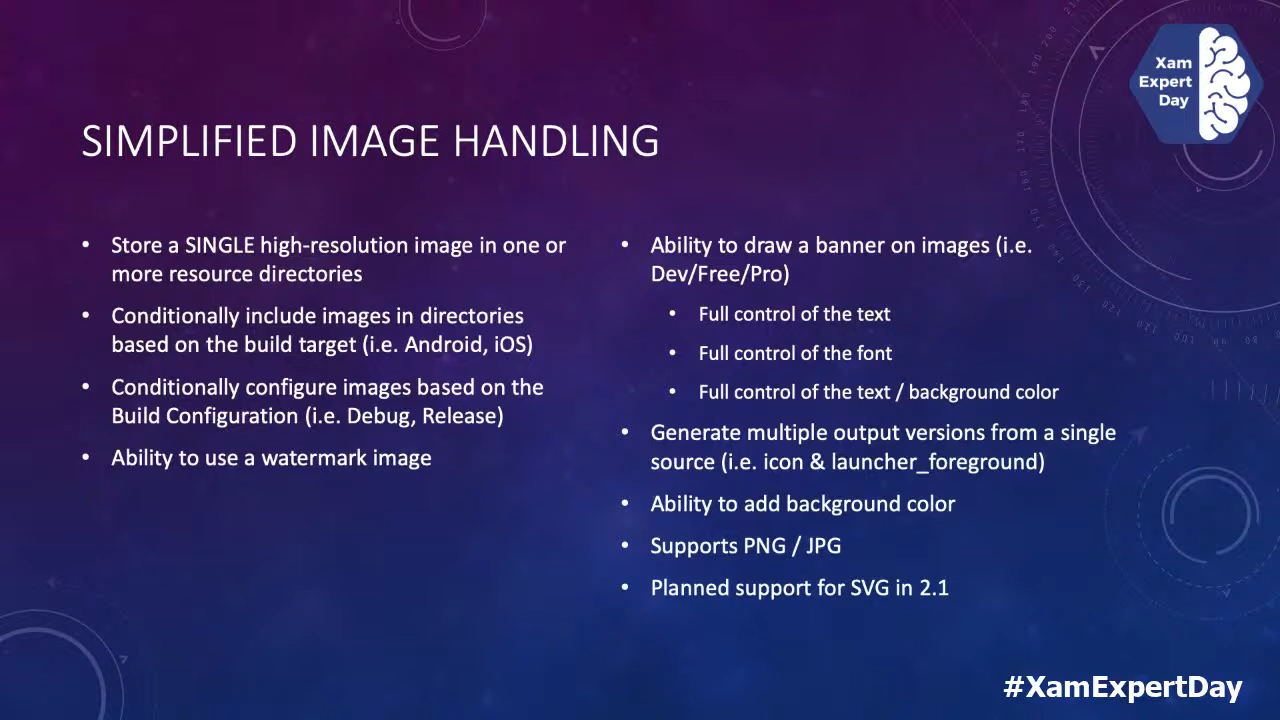 Xam
Expert
Day
SIMPLIFIED IMAGE HANDLING
• Store a SINGLE high-resolution image in one or
more resource directories
• Conditionally include images in directories
based on the build target (i.e. Android, iOS)
• Conditionally configure images based on the
Build Configuration (i.e. Debug, Release)
• Ability to use a watermark image
• Ability to draw a banner on images (i.e.
Dev/Free/Pro)
• Full control of the text
• Full control of the font
• Full control of the text / background color
• Generate multiple output versions from a single
source (i.e. icon & launcher_foreground)
• Ability to add background color
• Supports PNG / JPG
• Planned support for SVG in 2.1
#XamExpertDay